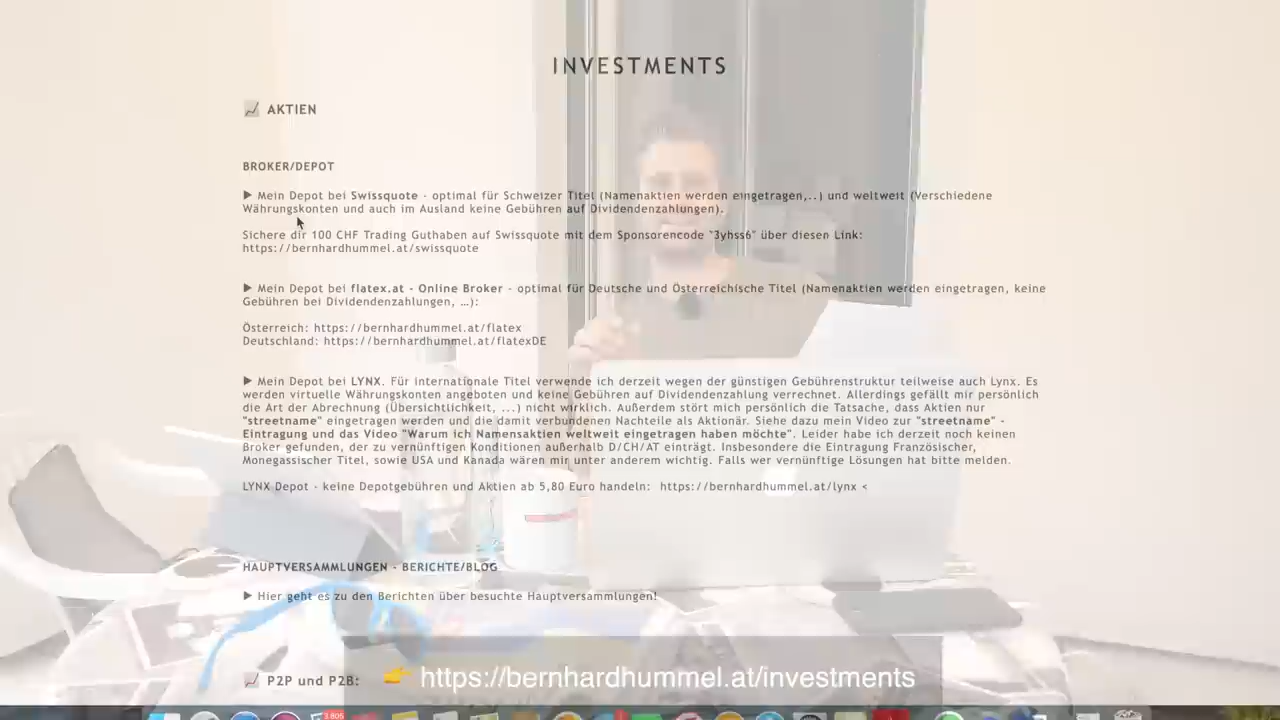 INVESTMENTS
AKTIEN
BROKER/DEPOT
▶ Mein Depot bei Swissquote - optimal für Schweizer Titel (Namenaktien werden eingetragen,..) und weltweit (Verschiedene
Währungskonten und auch im Ausland keine Gebühren auf Dividendenzahlungen).
Sichere dir 100 CHF Trading Guthaben auf Swissquote mit dem Sponsorencode "3yhss6" über diesen Link:
https://bernhardhummel.at/swissquote
▶ Mein Depot bei flatex.at - Online Broker - optimal für Deutsche und Österreichische Titel (Namenaktien werden eingetragen, keine
Gebühren bei Dividendenzahlungen, …):
Österreich: https://bernhardhummel.at/flatex
Deutschland: https://bernhardhummel.at/flatexDE
▶ Mein Depot bei LYNX. Für internationale Titel verwende ich derzeit wegen der günstigen Gebührenstruktur teilweise auch Lynx. Es
werden virtuelle Währungskonten angeboten und keine Gebühren auf Dividendenzahlung verrechnet. Allerdings gefällt mir persönlich
die Art der Abrechnung (Übersichtlichkeit, ...) nicht wirklich. Außerdem stört mich persönlich die Tatsache, dass Aktien nur
"streetname" eingetragen werden und die damit verbundenen Nachteile als Aktionär. Siehe dazu mein Video zur "streetname" -
Eintragung und das Video "Warum ich Namensaktien weltweit eingetragen haben möchte". Leider habe ich derzeit noch keinen
Broker gefunden, der zu vernünftigen Konditionen außerhalb D/CH/AT einträgt. Insbesondere die Eintragung Französischer,
Monegassischer Titel, sowie USA und Kanada wären mir unter anderem wichtig. Falls wer vernünftige Lösungen hat bitte melden.
LYNX Depot - keine Depotgebühren und Aktien ab 5,80 Euro handeln: https://bernhardhummel.at/lynx <
HAUPTVERSAMMLUNGEN - BERICHTE/BLOG
▶ Hier geht es zu den Berichten über besuchte Hauptversammlungen!
P2P und P2B:
👉 https://bernhardhummel.at/investments
3.805